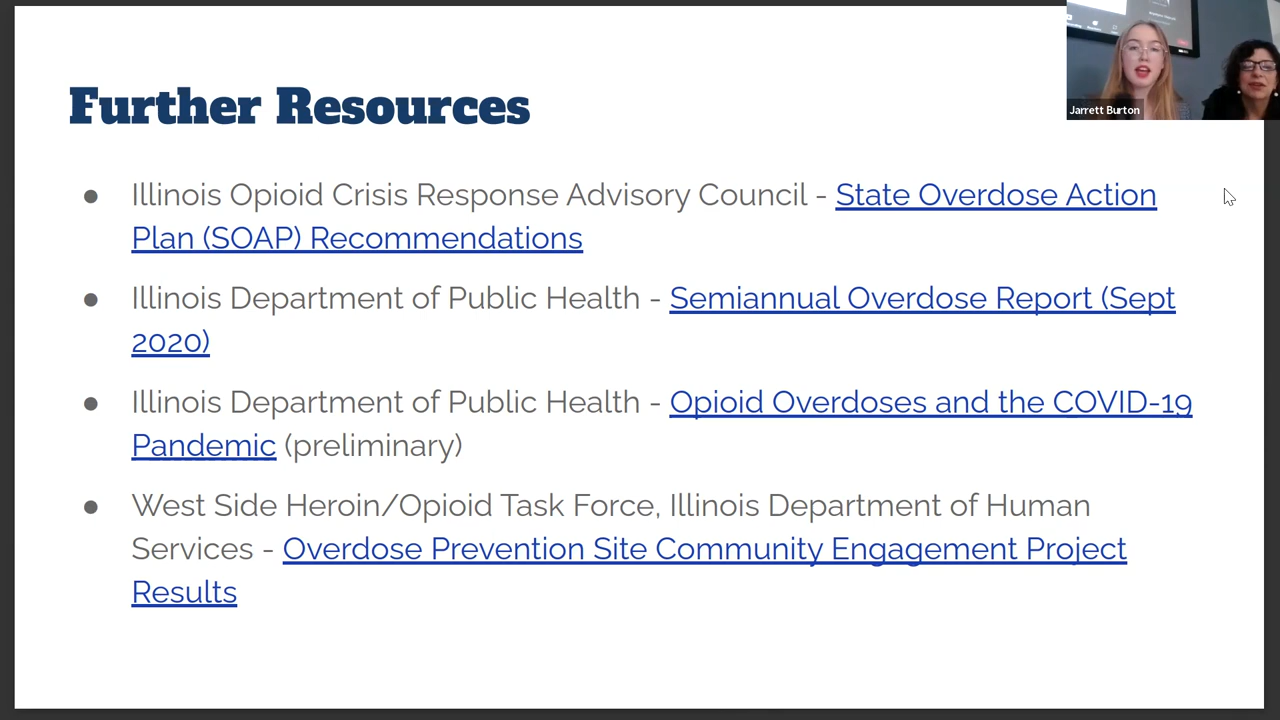 Further Resources
Jarrett Burton
● Illinois Opioid Crisis Response Advisory Council - State Overdose Action
Plan (SOAP) Recommendations
● Illinois Department of Public Health - Semiannual Overdose Report (Sept
2020)
● Illinois Department of Public Health - Opioid Overdoses and the COVID-19
Pandemic (preliminary)
● West Side Heroin/Opioid Task Force, Illinois Department of Human
Services - Overdose Prevention Site Community Engagement Project
Results